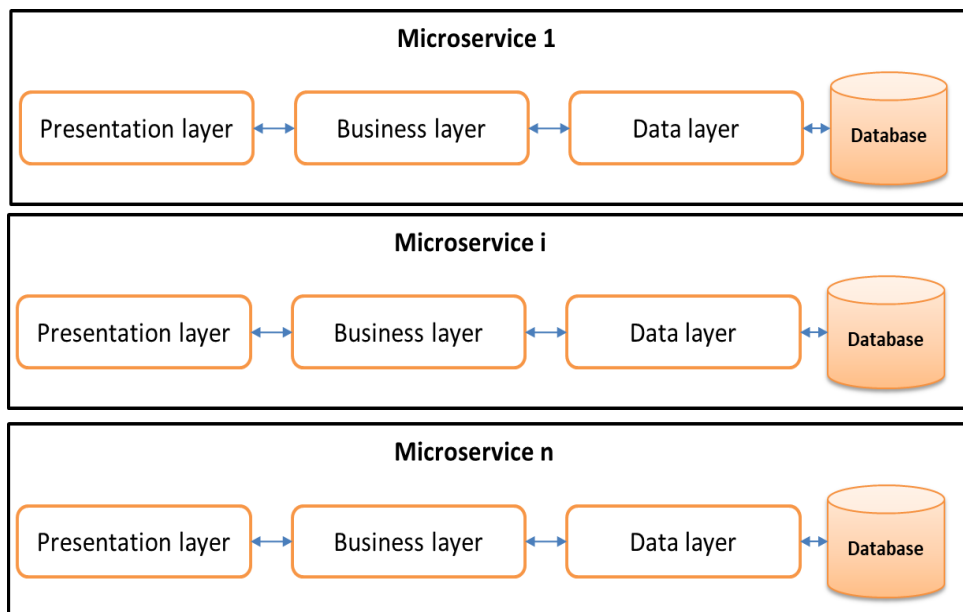 Microservice 1
Presentation layer
Business layer
Data layer
Database
Microservice i
Presentation layer
Business layer
Data layer
Database
Microservice n
Presentation layer
Business layer
Data layer
Database